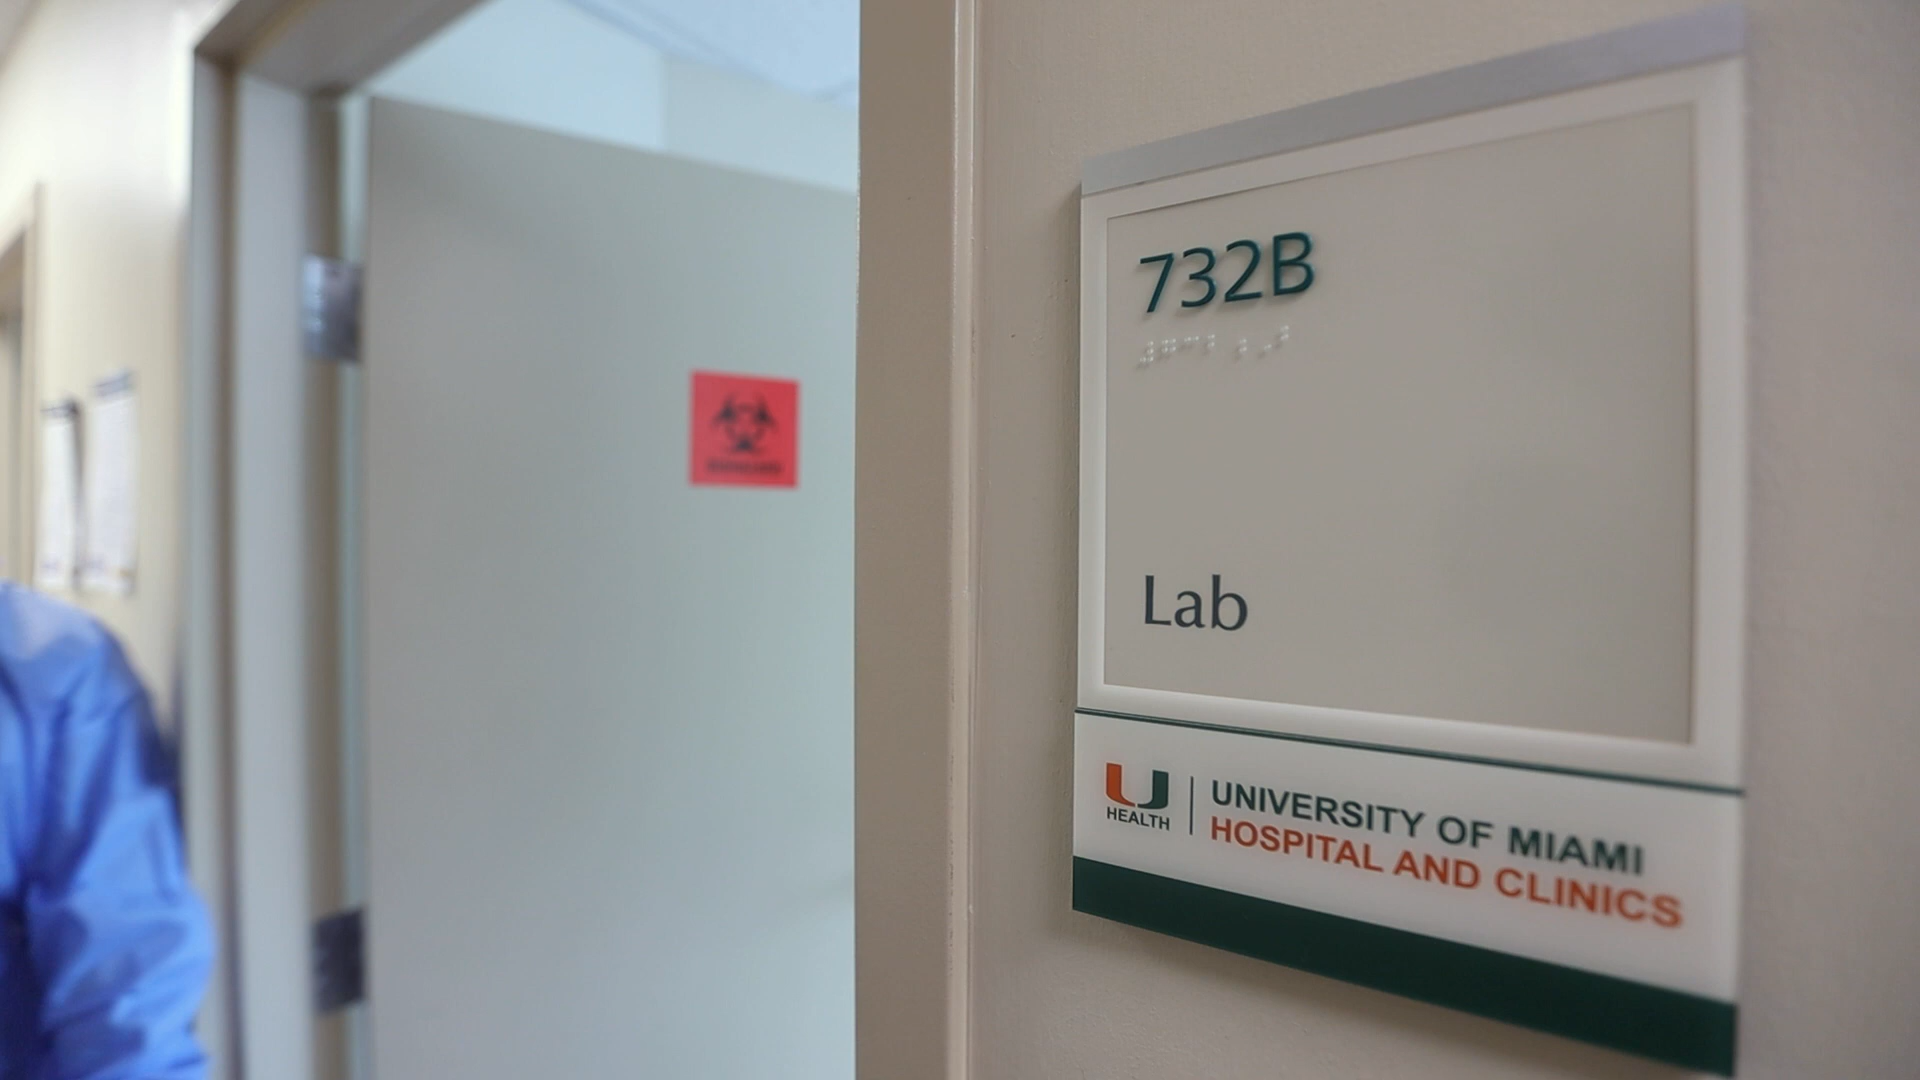 732B
Lab
U
HEALTH
UNIVERSITY OF MIAMI
HOSPITAL AND CLINICS